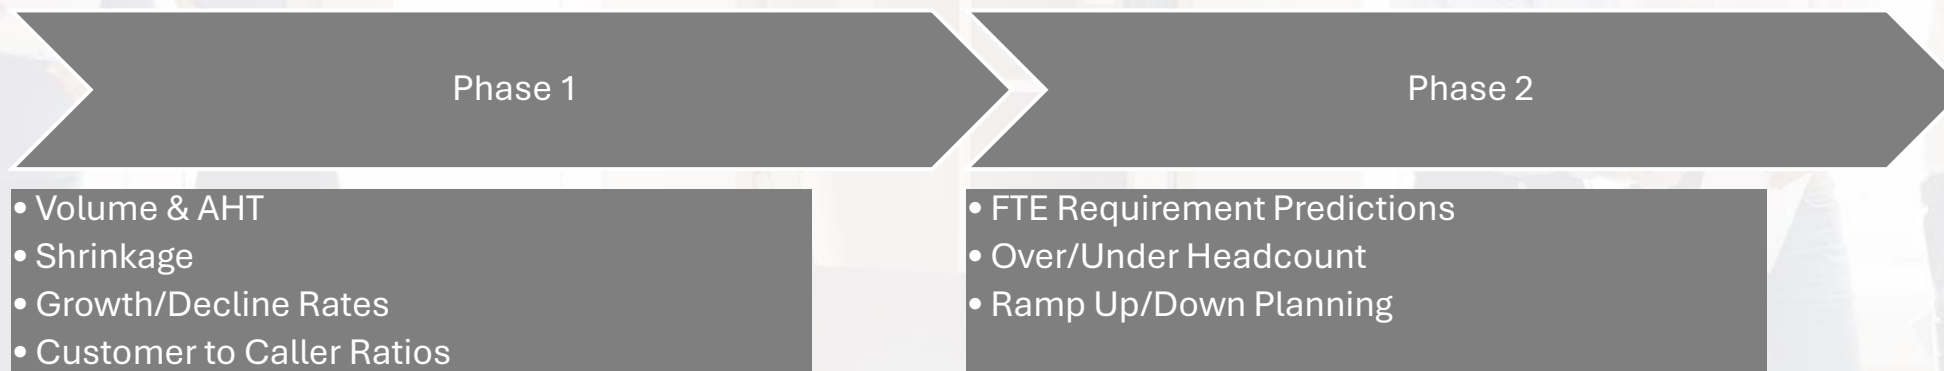 Phase 1
• Volume & AHT
• Shrinkage
• Growth/Decline Rates
• Customer to Caller Ratios
Phase 2
• FTE Requirement Predictions
• Over/Under Headcount
• Ramp Up/Down Planning